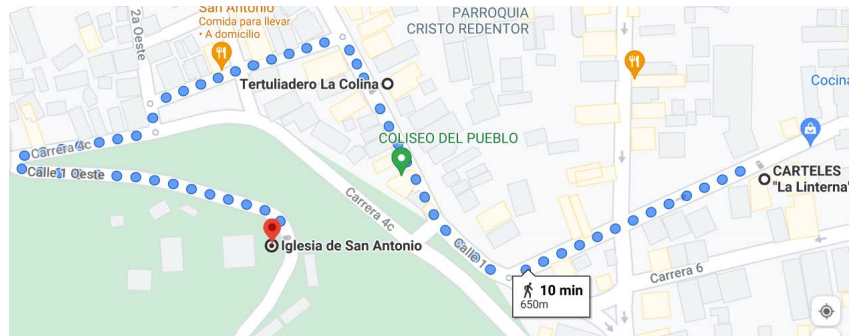 San Antonio
Comida para llevar
• A domicilio
2a Oeste
PARROQUIA
CRISTO REDENTOR
Tertuliadero La Colina
Cocina
COLISEO DEL PUEBLO
Carrera 4c
Calle 1 Oeste
CARTELES
"La Linterna"
Carrera 4c
Iglesia de San Antonio
Calle 1
Carrera 6
10 min
650m